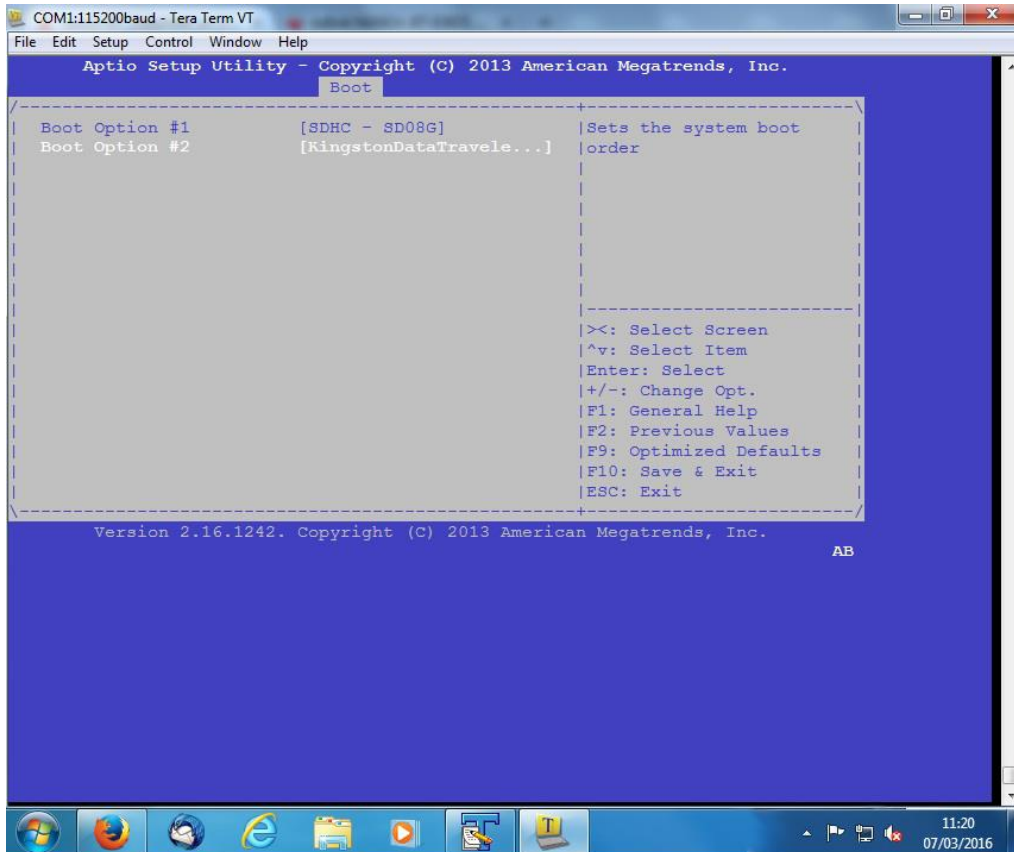 COM1:115200baud - Tera Term VT
File Edit Setup Control Window Help
Aptio Setup Utility - Copyright (C) 2013 American Megatrends, Inc.
Boot
Boot Option #1 [SDHC - SD08G]
Boot Option #2 [KingstonDataTravele...]
Sets the system boot
order
><: Select Screen
^v: Select Item
Enter: Select
+/-: Change Opt.
F1: General Help
F2: Previous Values
F9: Optimized Defaults
F10: Save & Exit
ESC: Exit
Version 2.16.1242. Copyright (C) 2013 American Megatrends, Inc.
AB
11:20
07/03/2016